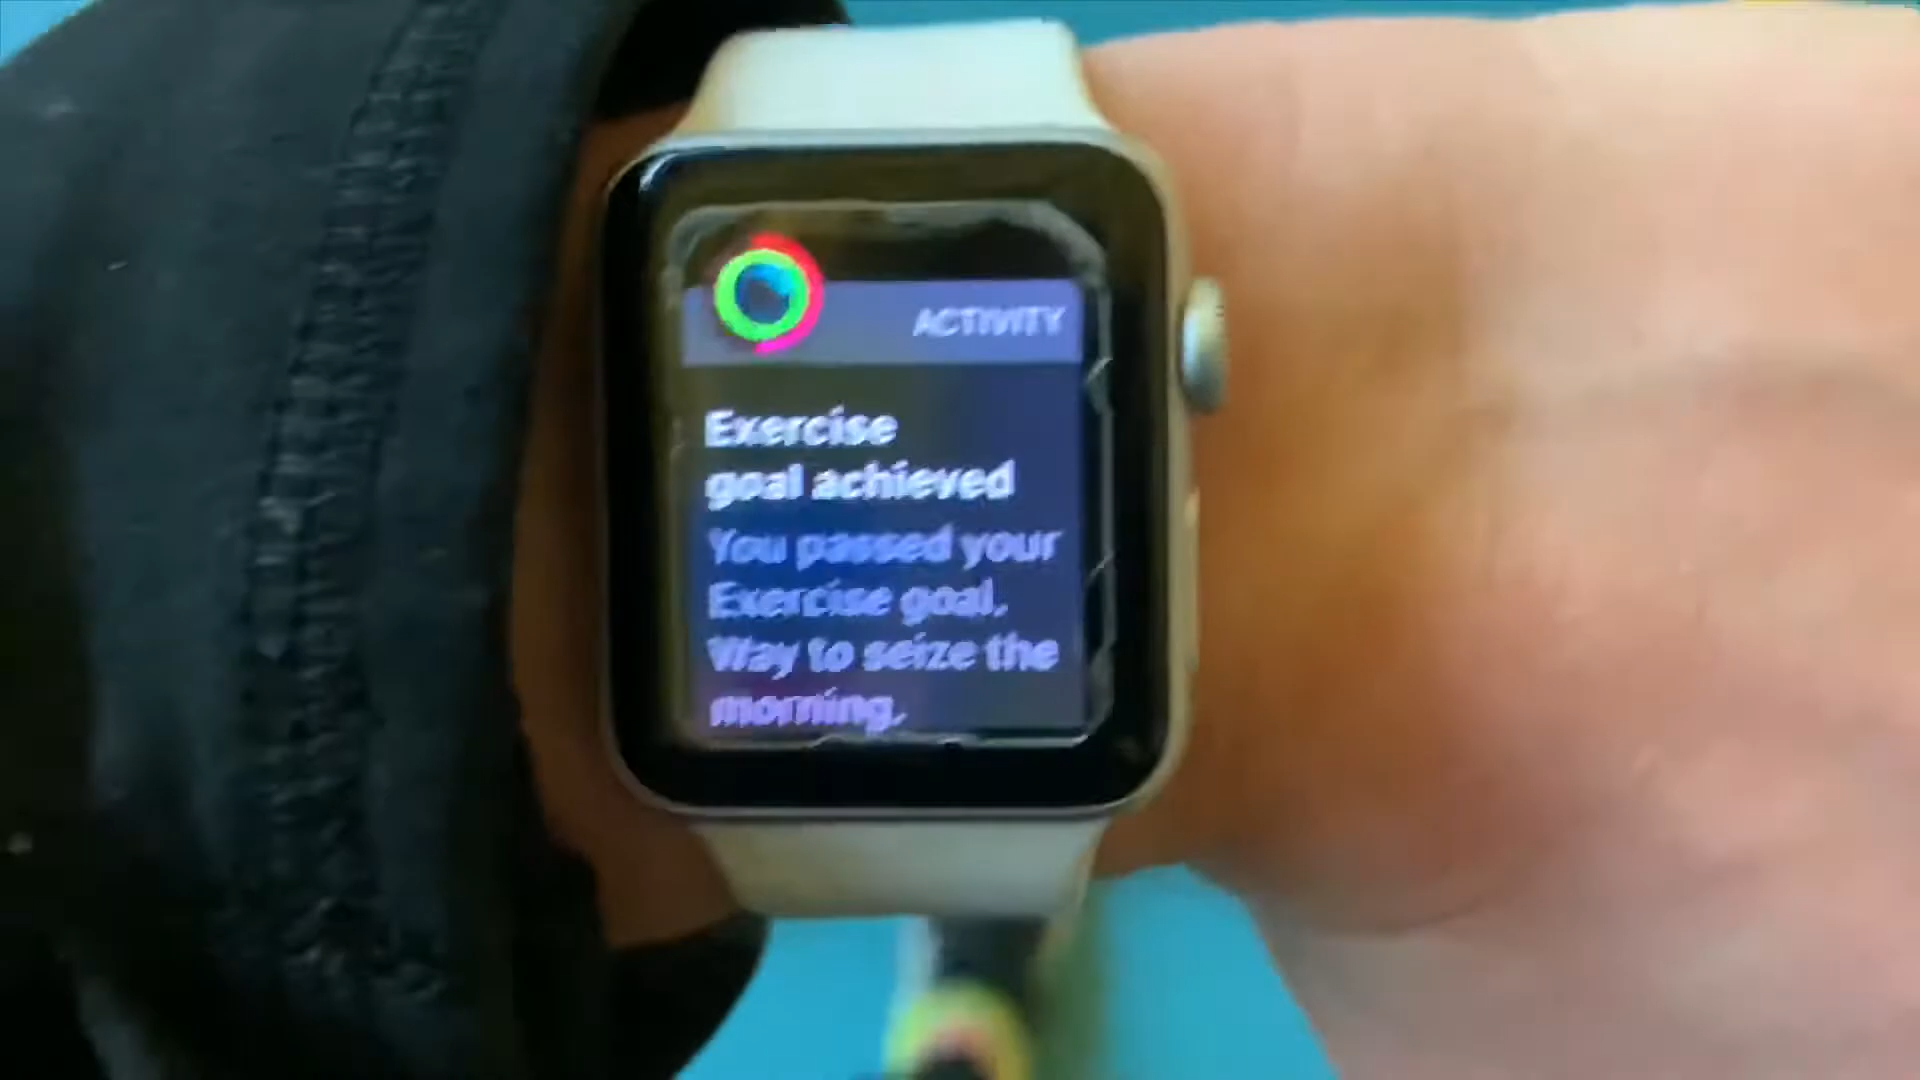 ACTIVITY
Exercise
goal achieved
You passed your
Exercise goal.
Way to seize the
morning.